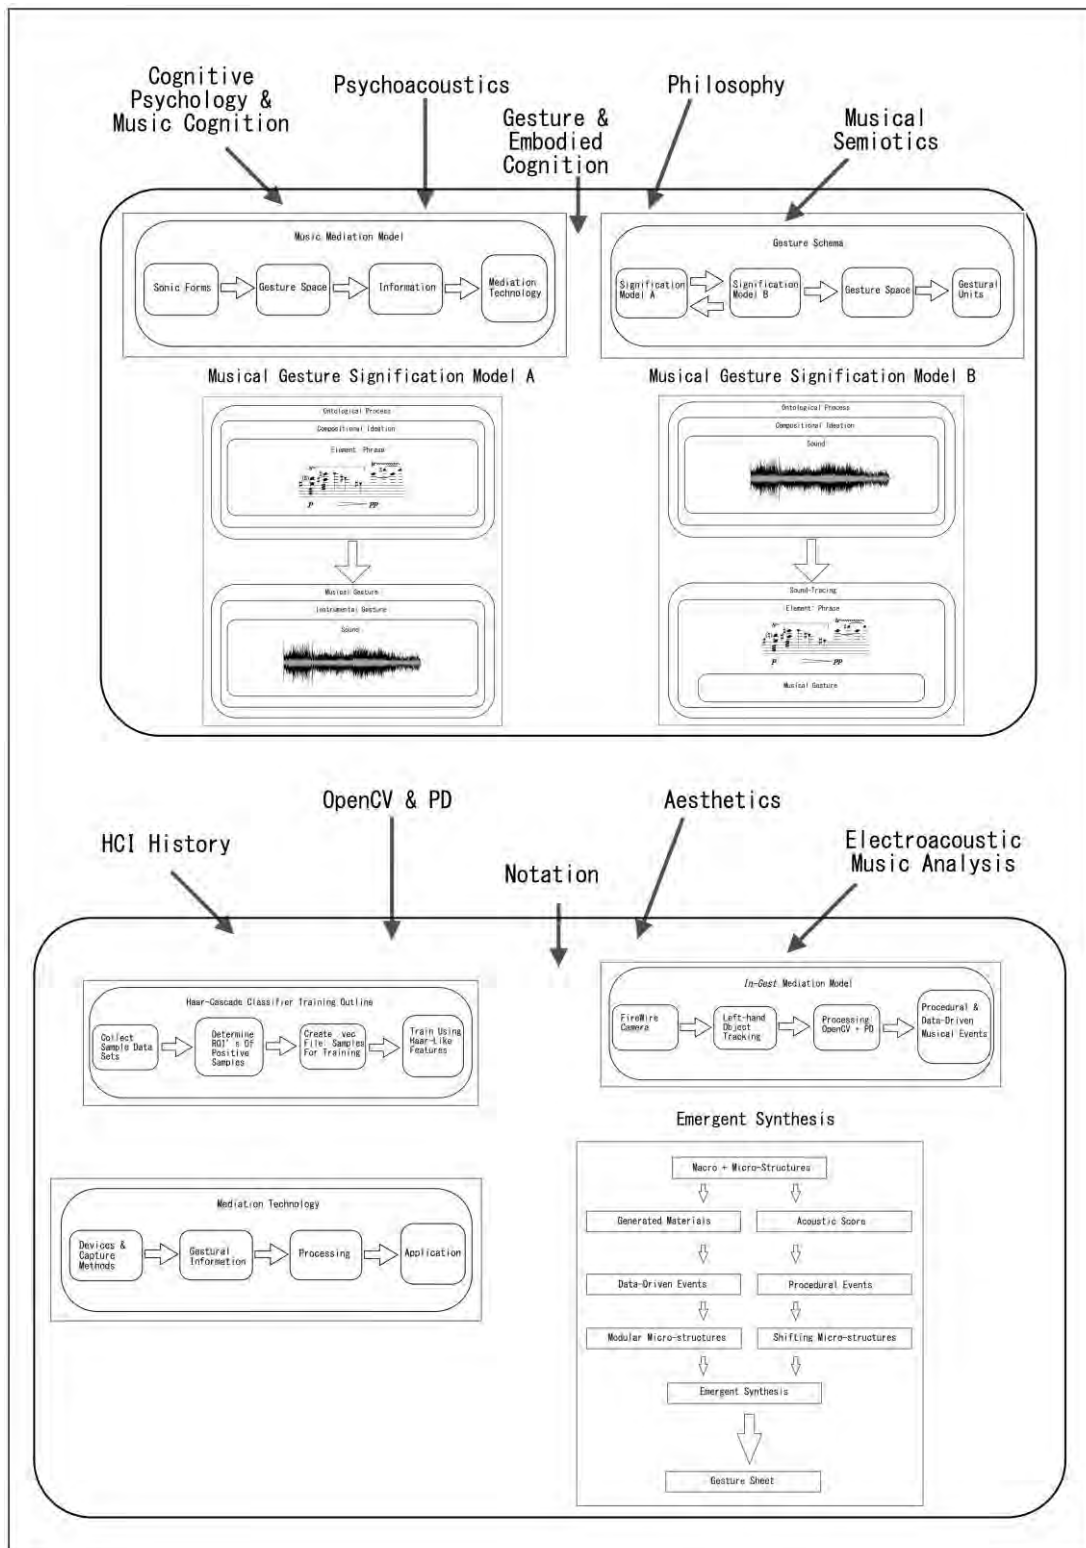 Cognitive
Psychology &
Music Cognition
Psychoacoustics
Gesture &
Embodied
Cognition
Philosophy
Musical
Semiotics
Music Mediation Model
Sonic Forms
Gesture Space
Information
Mediation
Technology
Gesture Schema
Signification
Model A
Signification
Model B
Gesture Space
Gestural
Units
Musical Gesture Signification Model A
Ontological Process
Compositional Ideation
Element: Phrase
p
pp
Musical Gesture
Instrumental Gesture
Sound
Musical Gesture Signification Model B
Ontological Process
Compositional Ideation
Sound
Sound-Tracing
Element: Phrase
p
pp
Musical Gesture
HCI History
OpenCV & PD
Notation
Aesthetics
Electroacoustic
Music Analysis
Haar-Cascade Classifier Training Outline
Collect
Sample Data
Sets
Determine
ROI's Of
Positive
Samples
Create vec
File: Samples
For Training
Train Using
Haar-Like
Features
In-Gest Mediation Model
FireWire
Camera
Left-hand
Object
Tracking
Processing:
OpenCV + PD
Procedural &
Data-Driven
Musical Events
Mediation Technology
Devices &
Capture
Methods
Gestural
Information
Processing
Application
Emergent Synthesis
Macro + Micro-Structures
Generated Materials
Acoustic Score
Data-Driven Events
Procedural Events
Modular Micro-structures
Shifting Micro-structures
Emergent Synthesis
Gesture Sheet